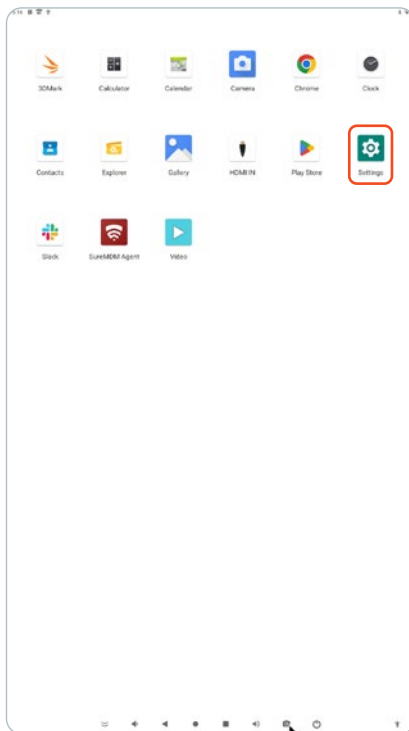 3DMark Calculator Calendar Camera Chrome Clock
Contacts Explorer Gallery HDMI IN Play Store Settings
Slack SureMDM Agent Video